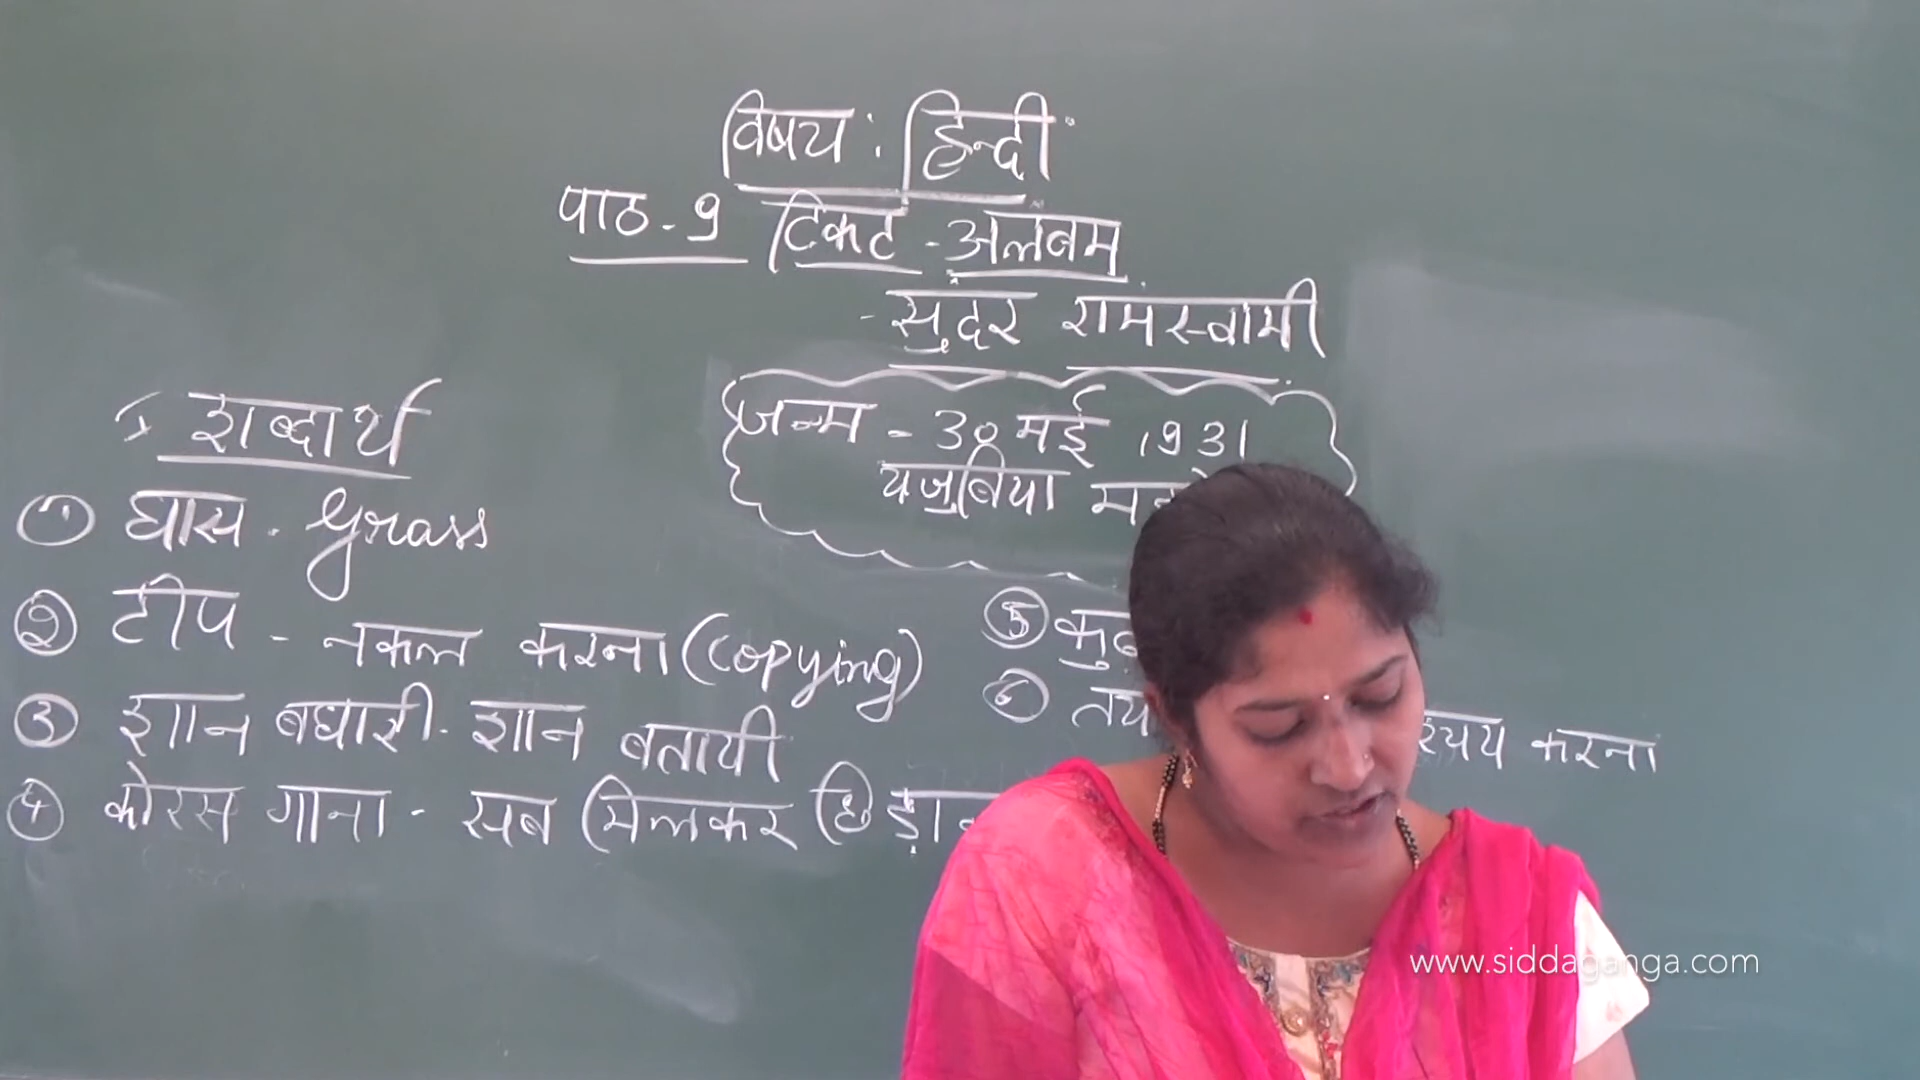 विषय : हिन्दी
पाठ - 9 टिकट - अलबम
- सुंदर रामस्वामी
जन्म - 30 मई 1931
शब्दार्थ
① घास - grass
② टीप - नकल करना (copying)
③ ज्ञान बघारी - ज्ञान बतायी
④ कोरस गाना - सब मिलकर
⑤
⑥ करना
www.siddaganga.com